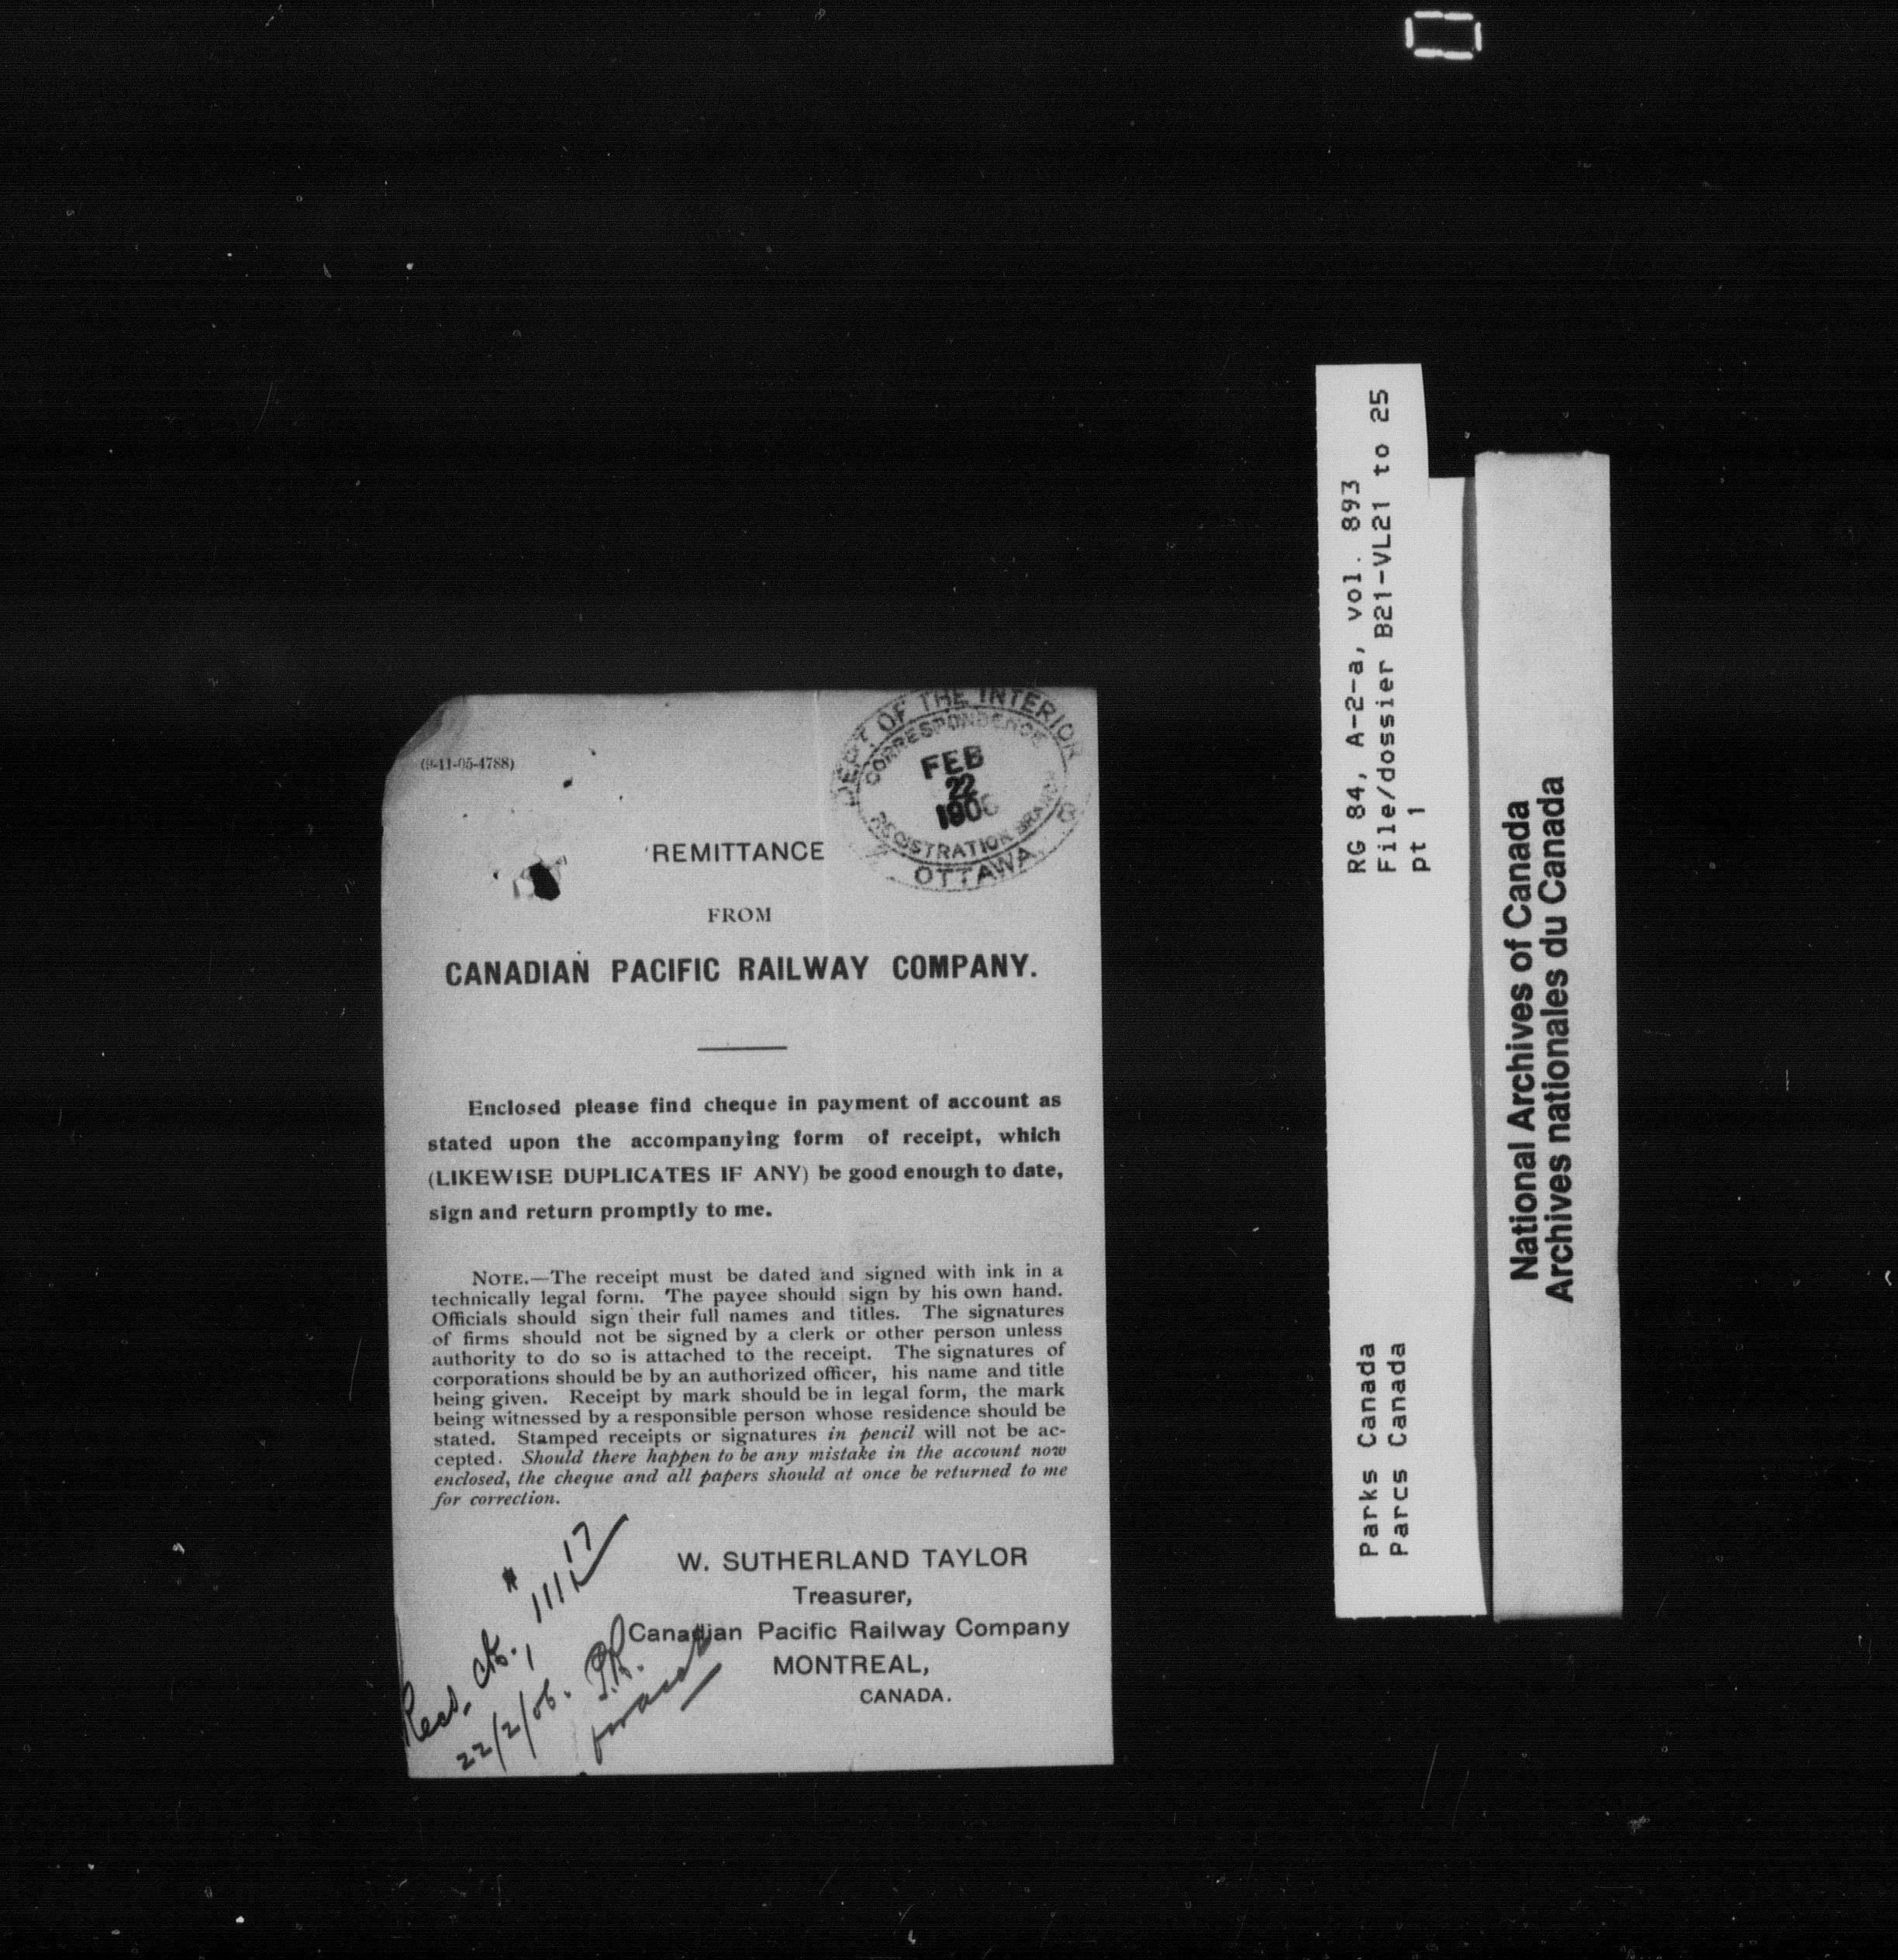 (9-11-05-4788)
DEPT OF THE INTERIOR
CORRESPONDENCE
FEB
22
1906
REGISTRATION BRANCH
OTTAWA
REMITTANCE
FROM
CANADIAN PACIFIC RAILWAY COMPANY.
Enclosed please find cheque in payment of account as
stated upon the accompanying form of receipt, which
(LIKEWISE DUPLICATES IF ANY) be good enough to date,
sign and return promptly to me.
NOTE.—The receipt must be dated and signed with ink in a
technically legal form. The payee should sign by his own hand.
Officials should sign their full names and titles. The signatures
of firms should not be signed by a clerk or other person unless
authority to do so is attached to the receipt. The signatures of
corporations should be by an authorized officer, his name and title
being given. Receipt by mark should be in legal form, the mark
being witnessed by a responsible person whose residence should be
stated. Stamped receipts or signatures in pencil will not be ac-
cepted. Should there happen to be any mistake in the account now
enclosed, the cheque and all papers should at once be returned to me
for correction.
W. SUTHERLAND TAYLOR
Treasurer,
Canadian Pacific Railway Company
MONTREAL,
CANADA.
Recd. ck.
22/2/06.
RG 84, A-2-a, vol. 893
File/dossier B21-VL21 to 25
pt 1
Parks Canada
Parcs Canada
National Archives of Canada
Archives nationales du Canada